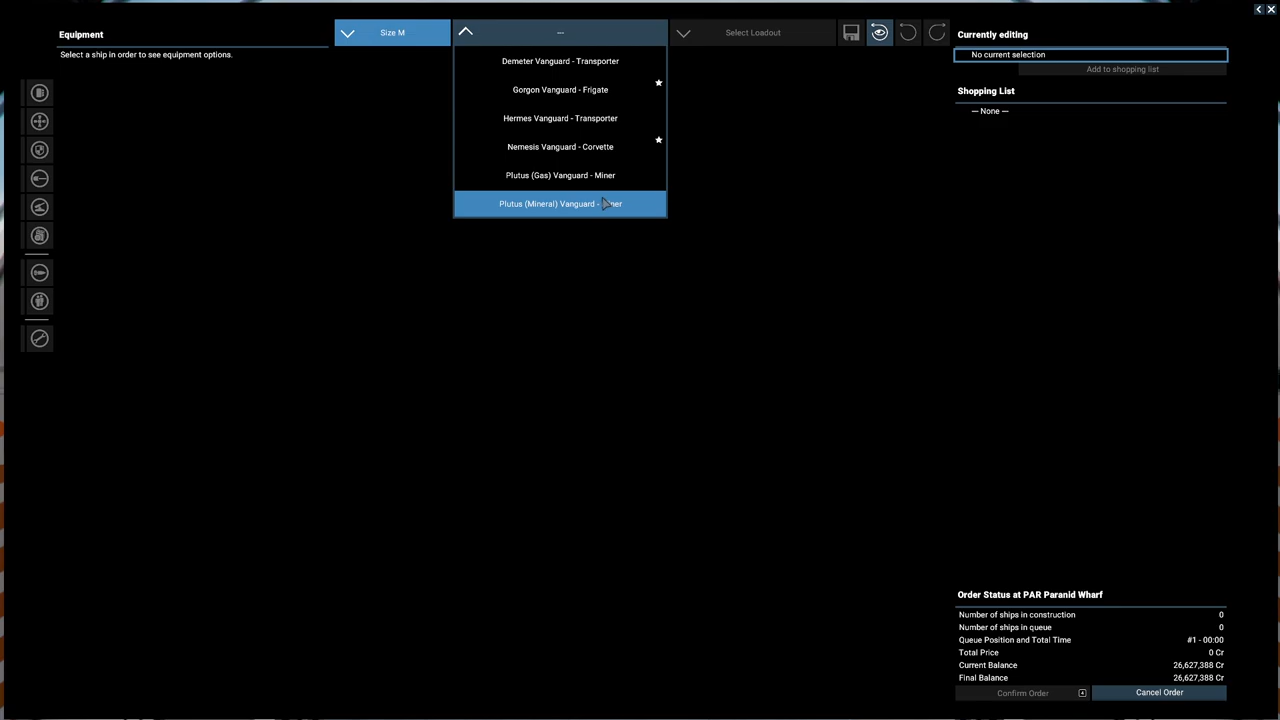 Equipment
Select a ship in order to see equipment options.
Size M
---
Select Loadout
Demeter Vanguard - Transporter
Gorgon Vanguard - Frigate
Hermes Vanguard - Transporter
Nemesis Vanguard - Corvette
Plutus (Gas) Vanguard - Miner
Plutus (Mineral) Vanguard -
Currently editing
No current selection
Add to shopping list
Shopping List
— None —
Order Status at PAR Paranid Wharf
Number of ships in construction 0
Number of ships in queue 0
Queue Position and Total Time #1 - 00:00
Total Price 0 Cr
Current Balance 26,627,388 Cr
Final Balance 26,627,388 Cr
Confirm Order
Cancel Order